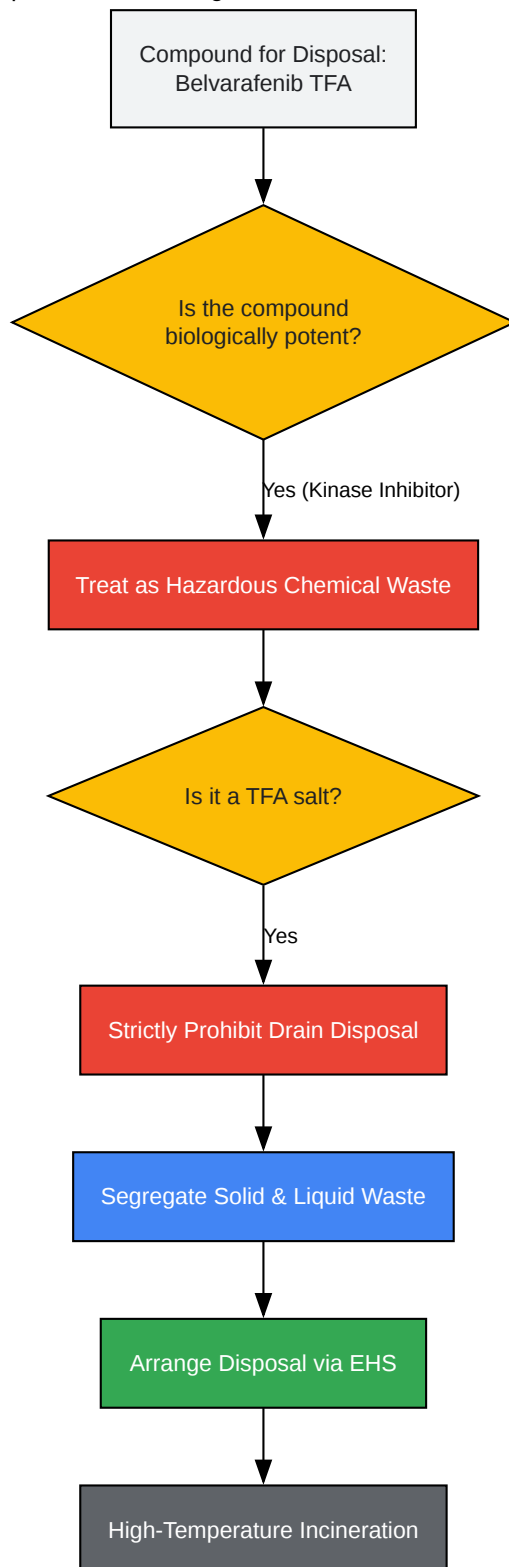 Compound for Disposal:
Belvarafenib TFA
Is the compound
biologically potent?
Yes (Kinase Inhibitor)
Treat as Hazardous Chemical Waste
Is it a TFA salt?
Yes
Strictly Prohibit Drain Disposal
Segregate Solid & Liquid Waste
Arrange Disposal via EHS
High-Temperature Incineration